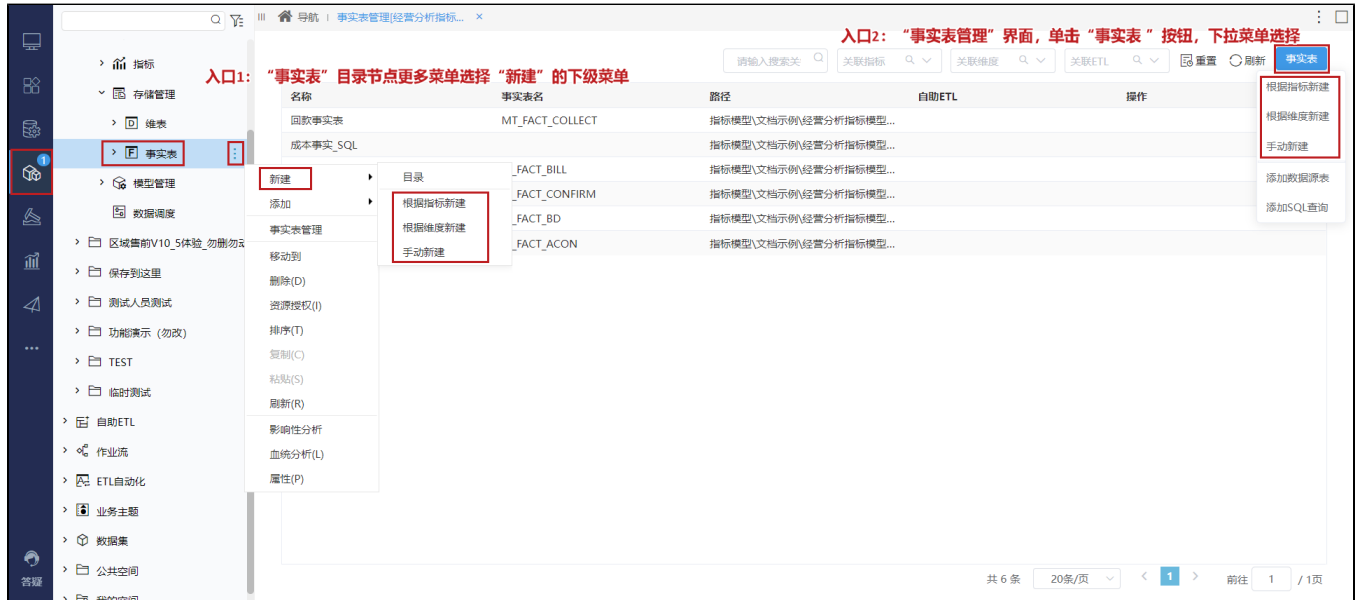 导航
事实表管理[经营分析指标... ×
入口2：“事实表管理”界面，单击“事实表 ”按钮，下拉菜单选择
入口1：“事实表”目录节点更多菜单选择“新建”的下级菜单
请输入搜索关
关联指标
关联维度
关联ETL
重置
刷新
事实表
根据指标新建
根据维度新建
手动新建
添加数据源表
添加SQL查询
1
指标
存储管理
维表
事实表
模型管理
数据调度
区域售前V10_5体验_勿删勿动
保存到这里
测试人员测试
功能演示（勿改）
TEST
临时测试
自助ETL
作业流
ETL自动化
业务主题
数据集
公共空间
答疑
名称 事实表名 路径 自助ETL 操作
回款事实表 MT_FACT_COLLECT 指标模型\文档示例\经营分析指标模型...
成本事实_SQL 指标模型\文档示例\经营分析指标模型...
_FACT_BILL 指标模型\文档示例\经营分析指标模型...
_FACT_CONFIRM 指标模型\文档示例\经营分析指标模型...
_FACT_BD 指标模型\文档示例\经营分析指标模型...
_FACT_ACON 指标模型\文档示例\经营分析指标模型...
新建
添加
事实表管理
移动到
删除(D)
资源授权(I)
排序(T)
复制(C)
粘贴(S)
刷新(R)
影响性分析
血统分析(L)
属性(P)
目录
根据指标新建
根据维度新建
手动新建
共 6 条 20条/页 1 前往 1 / 1页